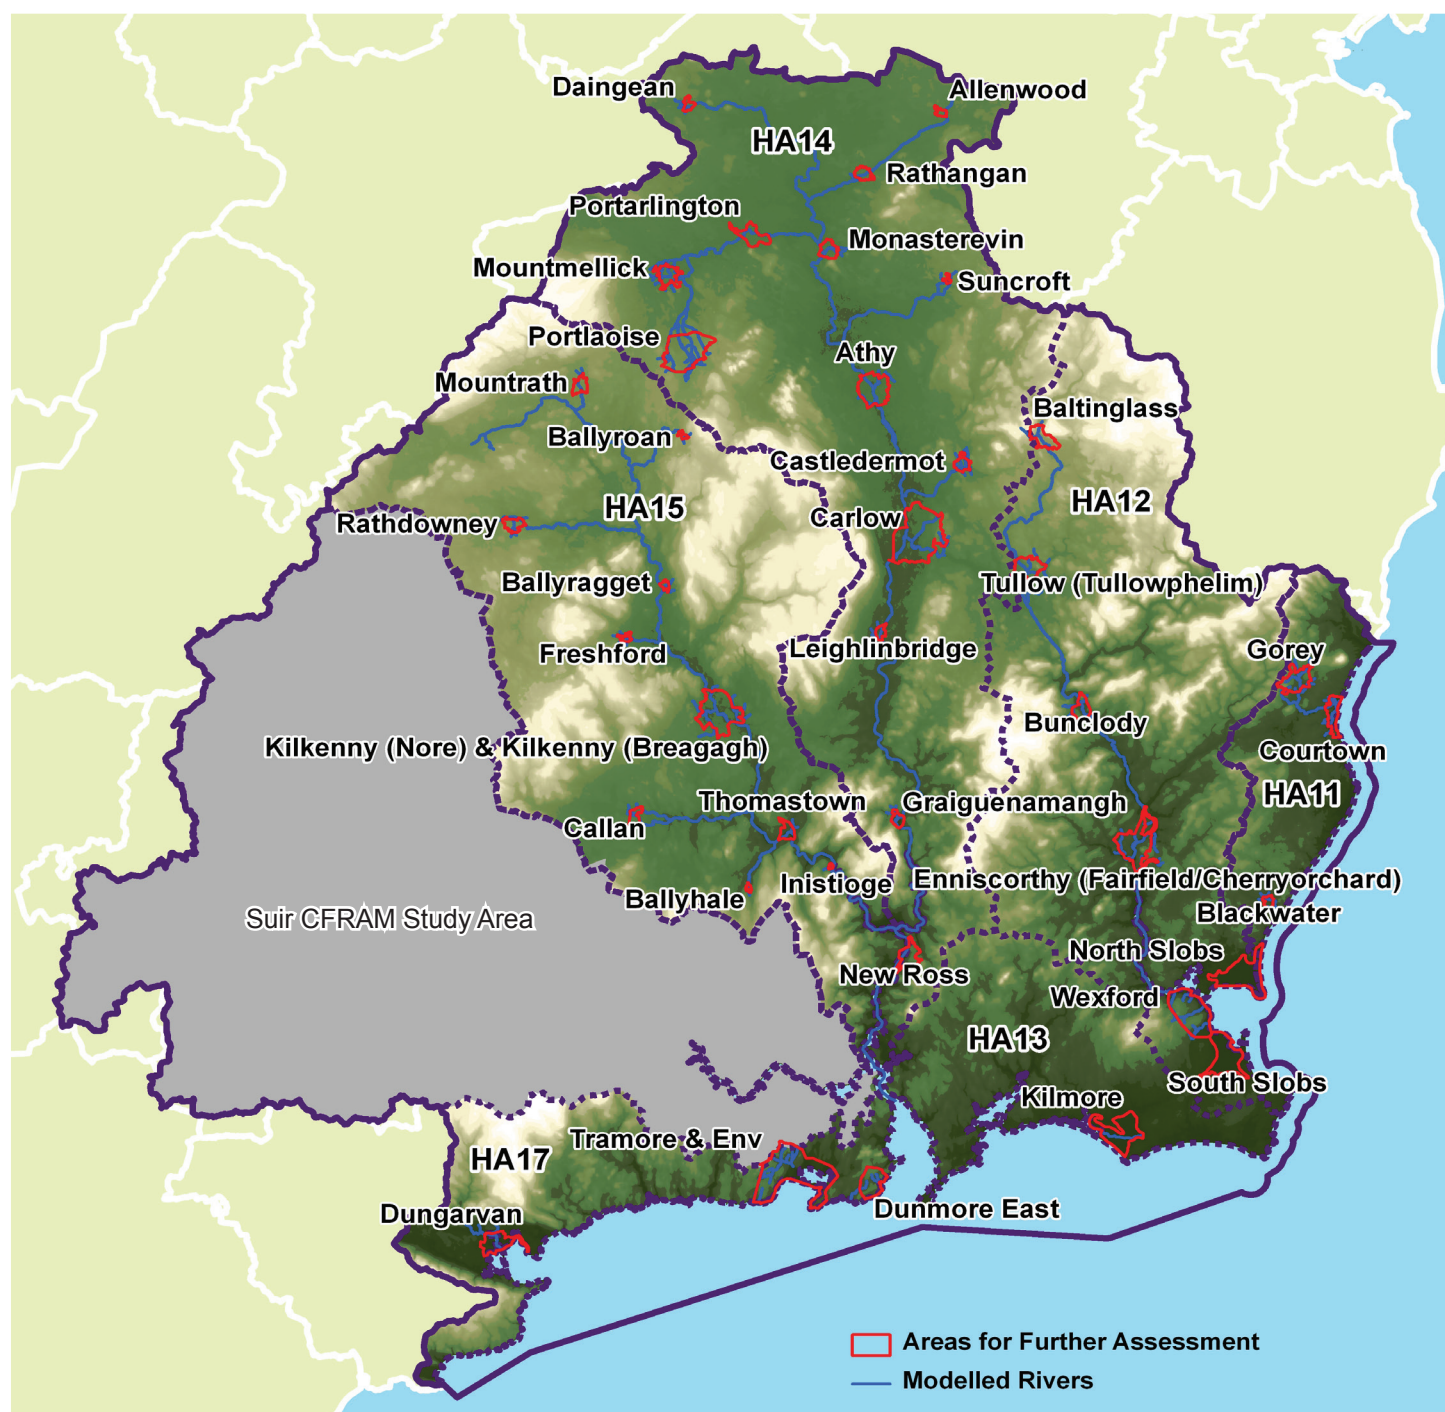 Daingean
Allenwood
HA14
Rathangan
Portarlington
Monasterevin
Mountmellick
Suncroft
Portlaoise
Athy
Mountrath
Baltinglass
Ballyroan
Castledermot
HA12
HA15
Carlow
Rathdowney
Ballyragget
Tullow (Tullowphelim)
Freshford
Leighlinbridge
Gorey
Bunclody
Kilkenny (Nore) & Kilkenny (Breagagh)
Courtown
HA11
Thomastown
Graiguenamangh
Callan
Inistioge
Enniscorthy (Fairfield/Cherryorchard)
Ballyhale
Blackwater
Suir CFRAM Study Area
North Slobs
New Ross
Wexford
HA13
South Slobs
Kilmore
Tramore & Env
HA17
Dungarvan
Dunmore East
Areas for Further Assessment
Modelled Rivers